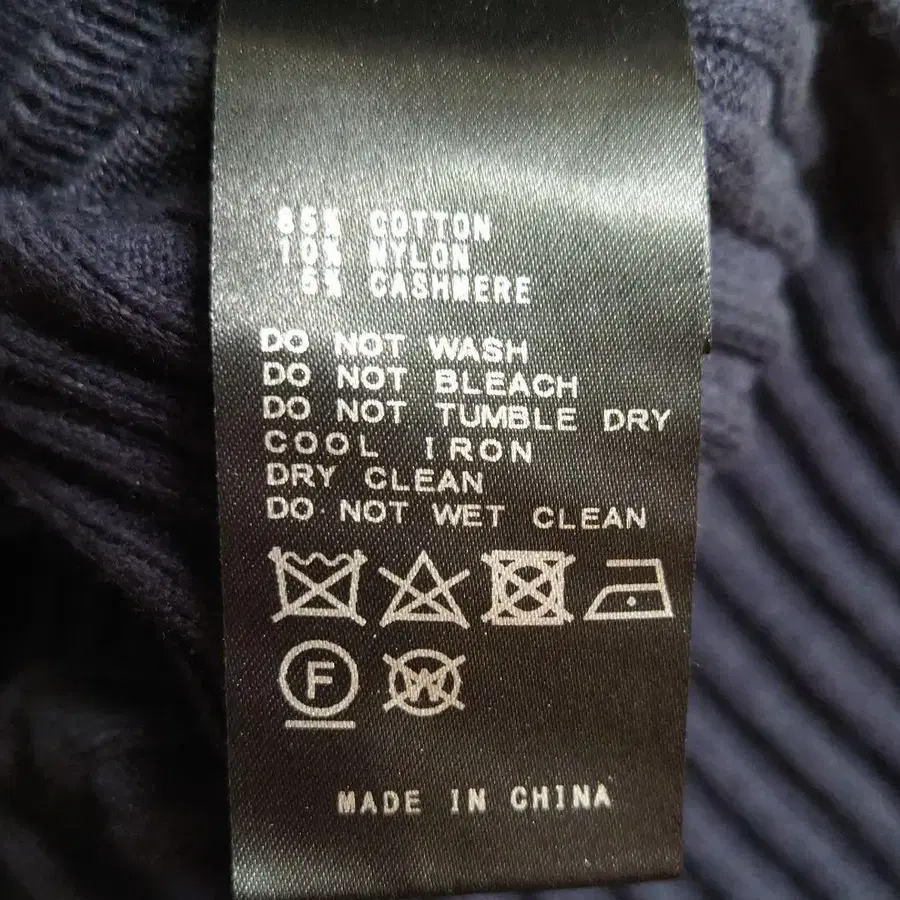 85% COTTON
10% NYLON
5% CASHMERE
DO NOT WASH
DO NOT BLEACH
DO NOT TUMBLE DRY
COOL IRON
DRY CLEAN
DO NOT WET CLEAN
F W
MADE IN CHINA